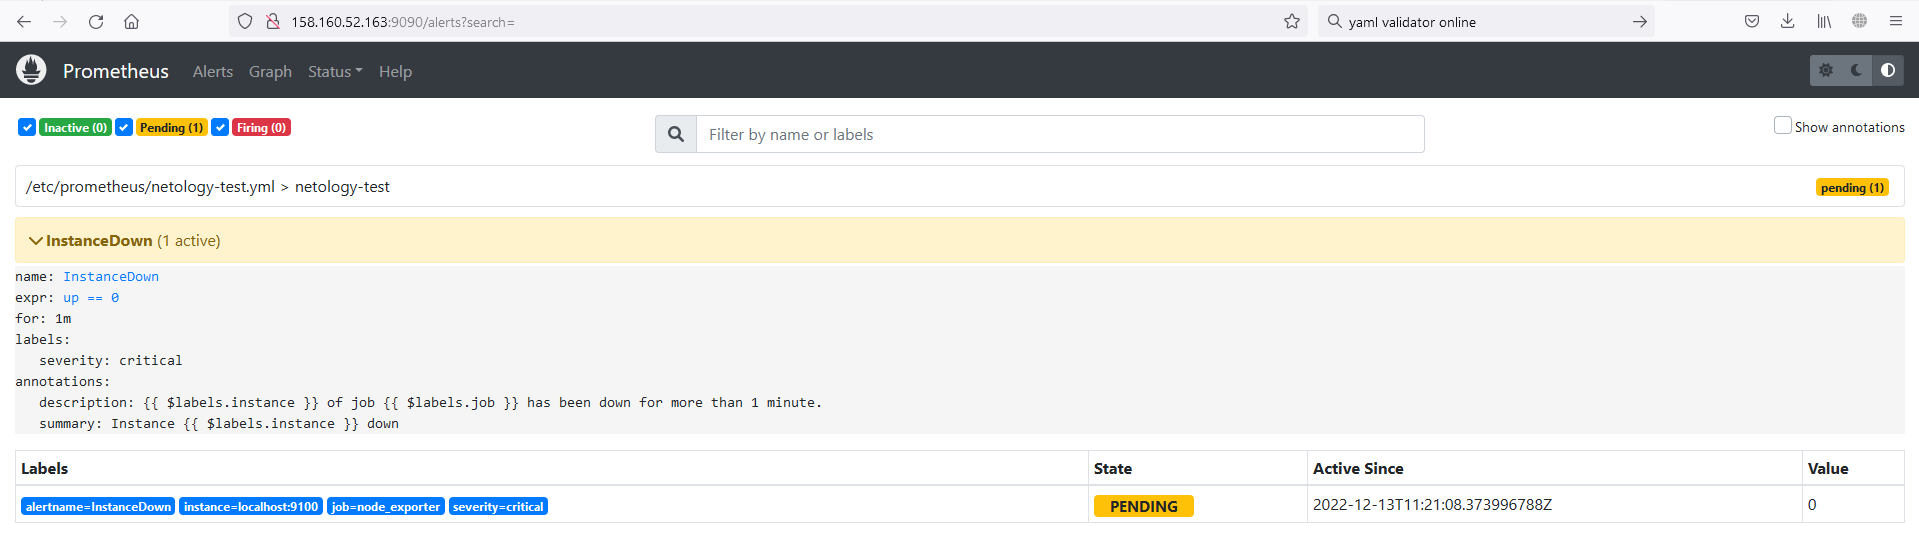 158.160.52.163:9090/alerts?search=
yaml validator online
Prometheus Alerts Graph Status Help
Inactive (0) Pending (1) Firing (0)
Filter by name or labels
Show annotations
/etc/prometheus/netology-test.yml > netology-test
pending (1)
InstanceDown (1 active)
name: InstanceDown
expr: up == 0
for: 1m
labels:
severity: critical
annotations:
description: {{ $labels.instance }} of job {{ $labels.job }} has been down for more than 1 minute.
summary: Instance {{ $labels.instance }} down
Labels State Active Since Value
alertname=InstanceDown instance=localhost:9100 job=node_exporter severity=critical PENDING 2022-12-13T11:21:08.373996788Z 0